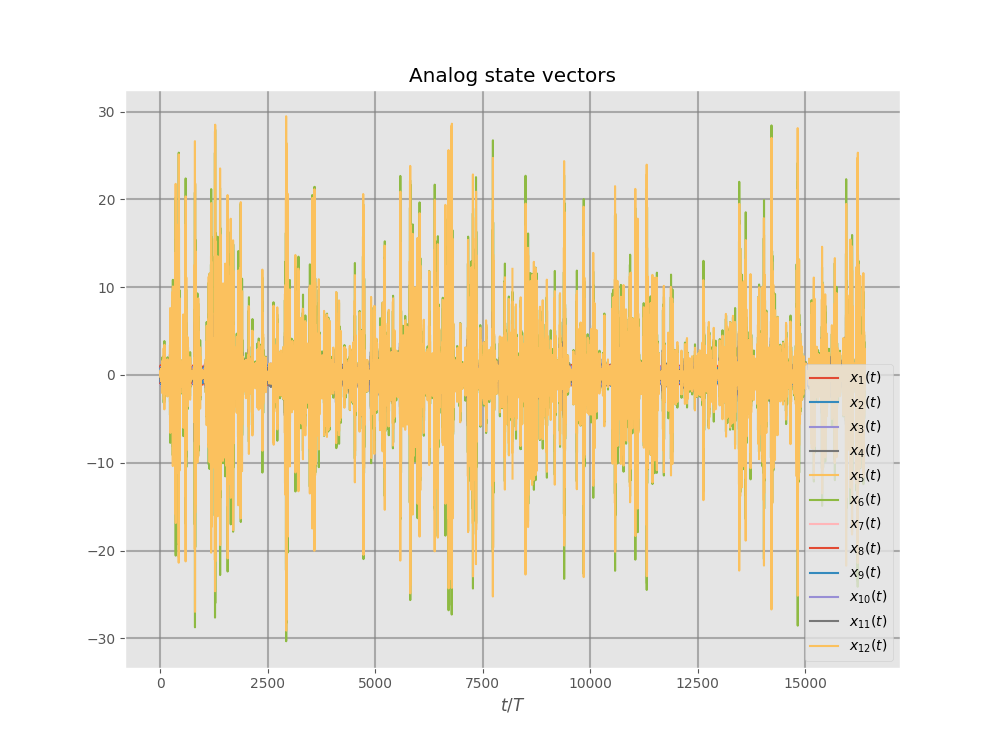 Analog state vectors
30
20
10
0
−10
−20
−30
0 2500 5000 7500 10000 12500 15000
t/T
x₁(t)
x₂(t)
x₃(t)
x₄(t)
x₅(t)
x₆(t)
x₇(t)
x₈(t)
x₉(t)
x₁₀(t)
x₁₁(t)
x₁₂(t)